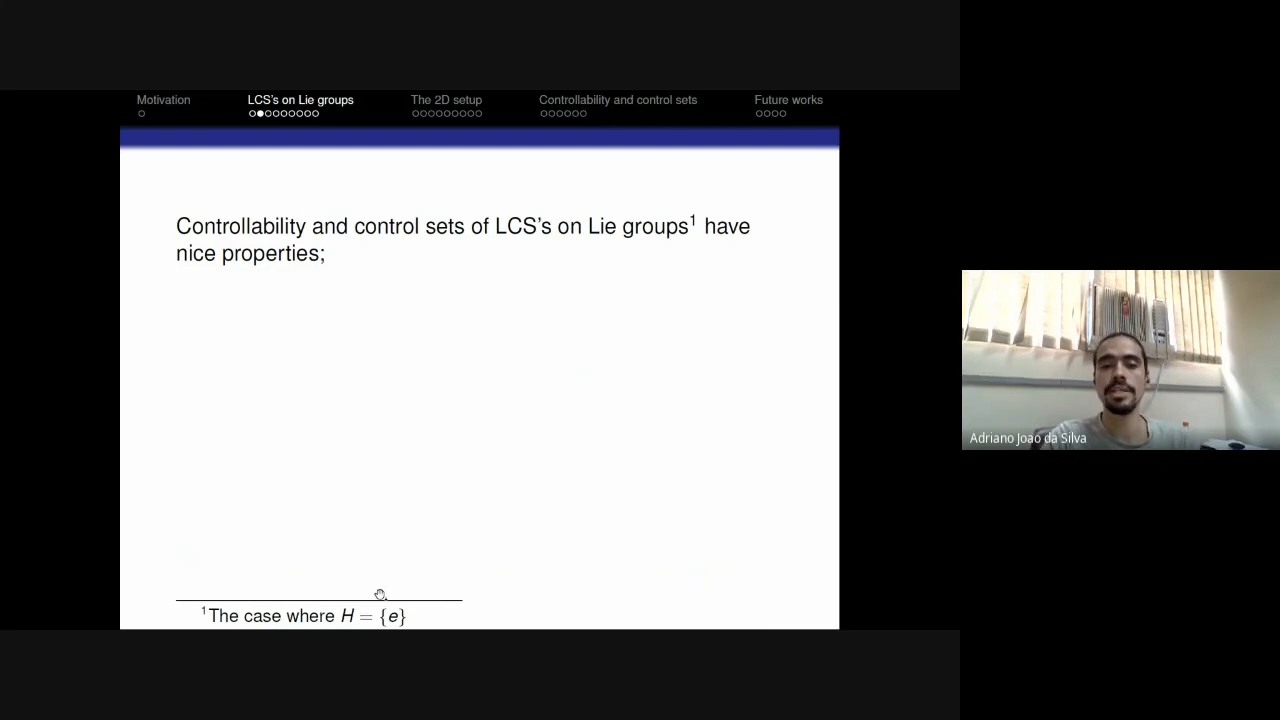 Motivation LCS's on Lie groups The 2D setup Controllability and control sets Future works
Controllability and control sets of LCS's on Lie groups¹ have
nice properties;
Adriano Joao da Silva
¹The case where H = {e}